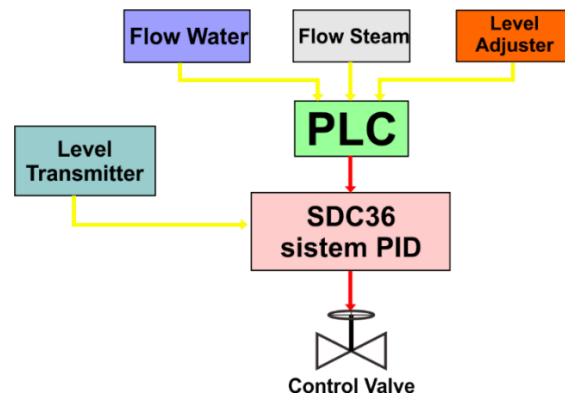 Flow Water
Flow Steam
Level
Adjuster
PLC
Level
Transmitter
SDC36
sistem PID
Control Valve